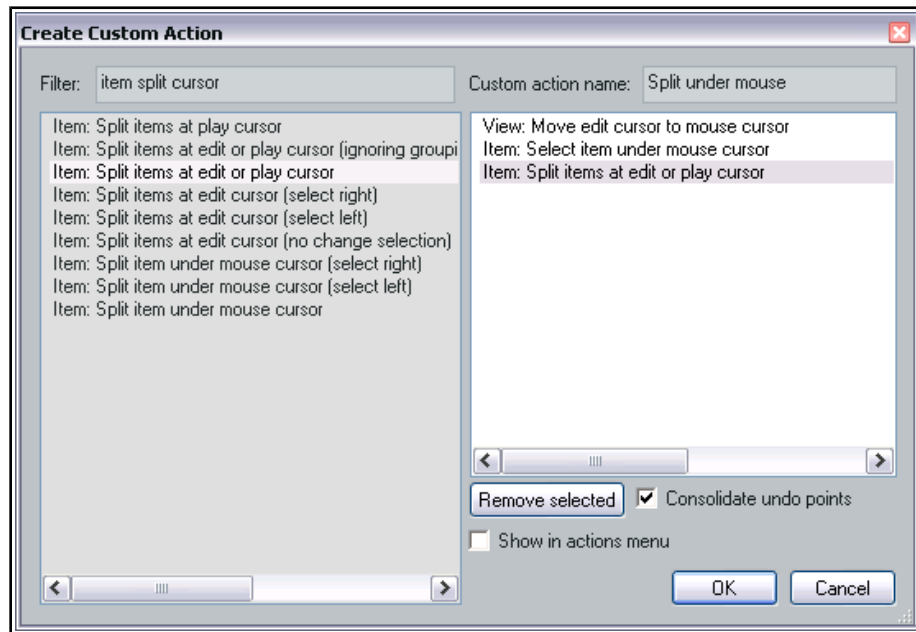 Create Custom Action
Filter: item split cursor
Custom action name: Split under mouse
Item: Split items at play cursor
Item: Split items at edit or play cursor (ignoring groupi
Item: Split items at edit or play cursor
Item: Split items at edit cursor (select right)
Item: Split items at edit cursor (select left)
Item: Split items at edit cursor (no change selection)
Item: Split item under mouse cursor (select right)
Item: Split item under mouse cursor (select left)
Item: Split item under mouse cursor
View: Move edit cursor to mouse cursor
Item: Select item under mouse cursor
Item: Split items at edit or play cursor
Remove selected
Consolidate undo points
Show in actions menu
OK
Cancel